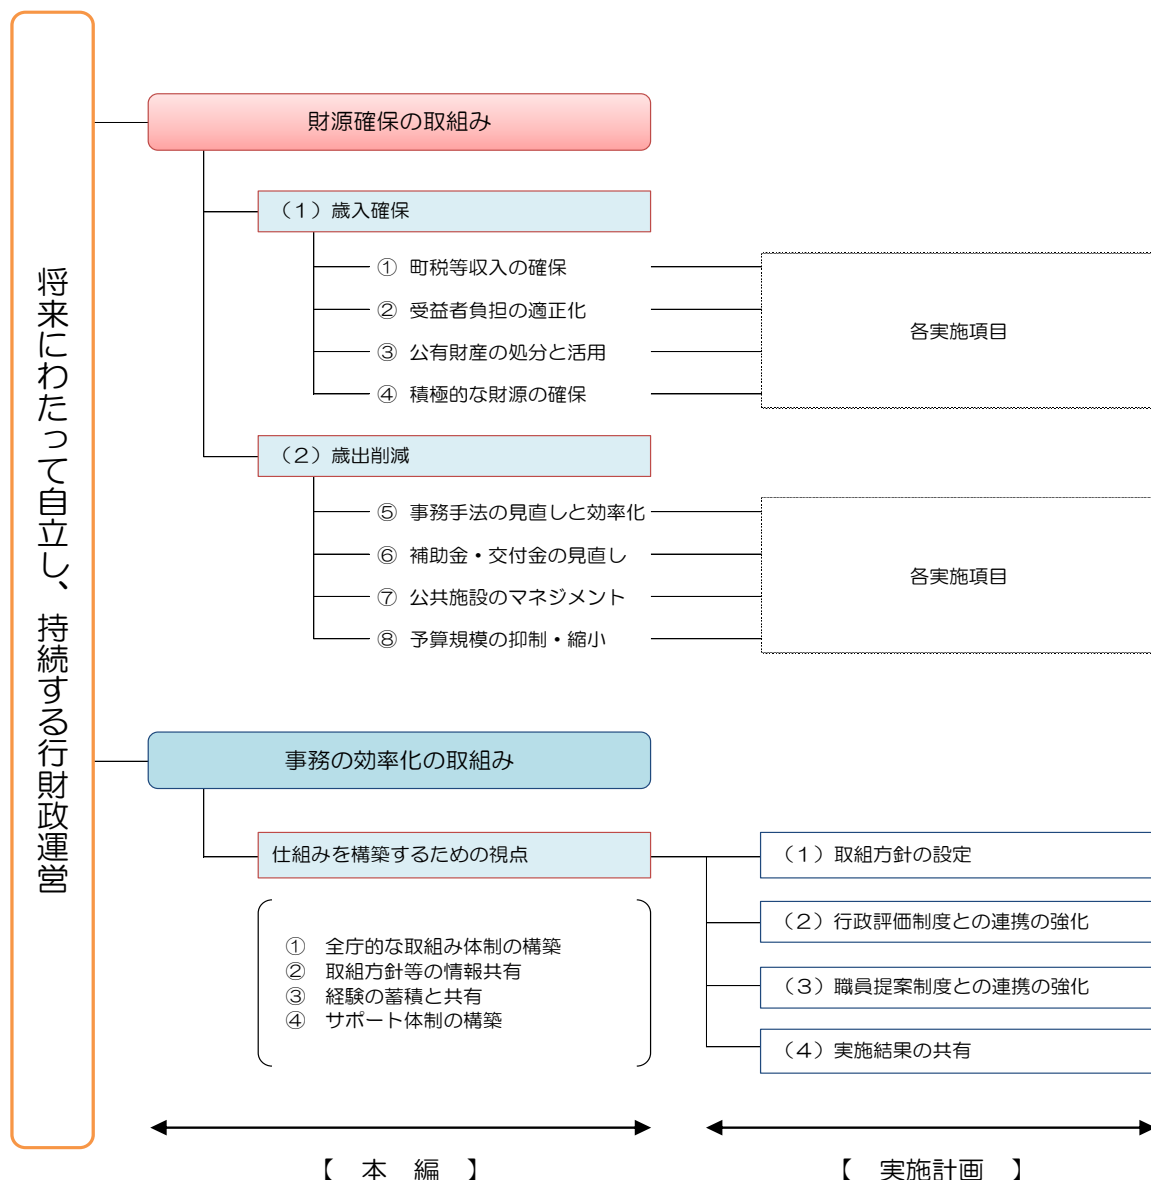 将来にわたって自立し、持続する行財政運営
財源確保の取組み
（１）歳入確保
① 町税等収入の確保
② 受益者負担の適正化
③ 公有財産の処分と活用
④ 積極的な財源の確保
各実施項目
（２）歳出削減
⑤ 事務手法の見直しと効率化
⑥ 補助金・交付金の見直し
⑦ 公共施設のマネジメント
⑧ 予算規模の抑制・縮小
各実施項目
事務の効率化の取組み
仕組みを構築するための視点
① 全庁的な取組み体制の構築
② 取組方針等の情報共有
③ 経験の蓄積と共有
④ サポート体制の構築
（１）取組方針の設定
（２）行政評価制度との連携の強化
（３）職員提案制度との連携の強化
（４）実施結果の共有
【 本 編 】
【 実施計画 】